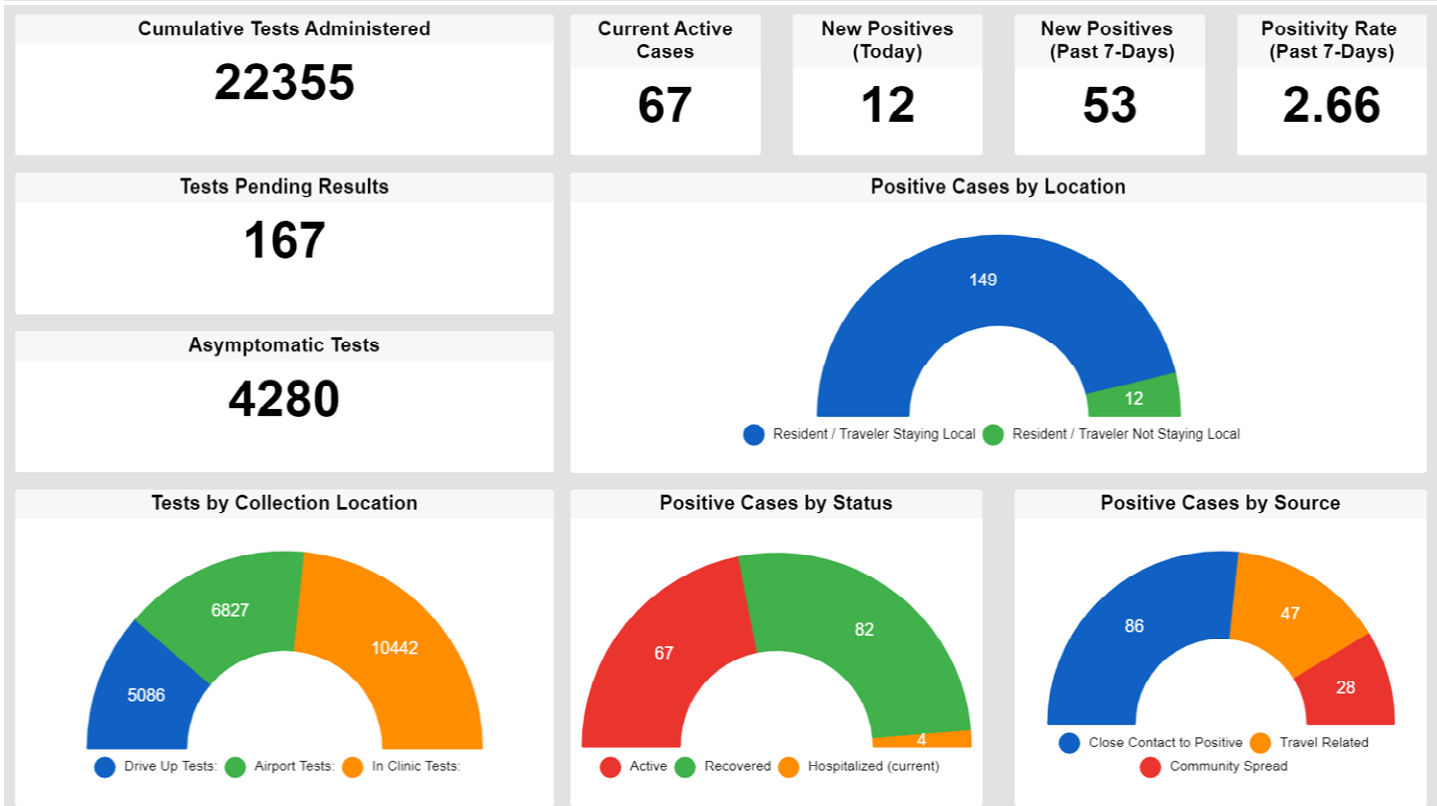 Cumulative Tests Administered
22355
Current Active
Cases
67
New Positives
(Today)
12
New Positives
(Past 7-Days)
53
Positivity Rate
(Past 7-Days)
2.66
Tests Pending Results
167
Asymptomatic Tests
4280
Positive Cases by Location
149
12
Resident / Traveler Staying Local
Resident / Traveler Not Staying Local
Tests by Collection Location
6827
10442
5086
Drive Up Tests:
Airport Tests:
In Clinic Tests:
Positive Cases by Status
82
67
4
Active
Recovered
Hospitalized (current)
Positive Cases by Source
86
47
28
Close Contact to Positive
Travel Related
Community Spread